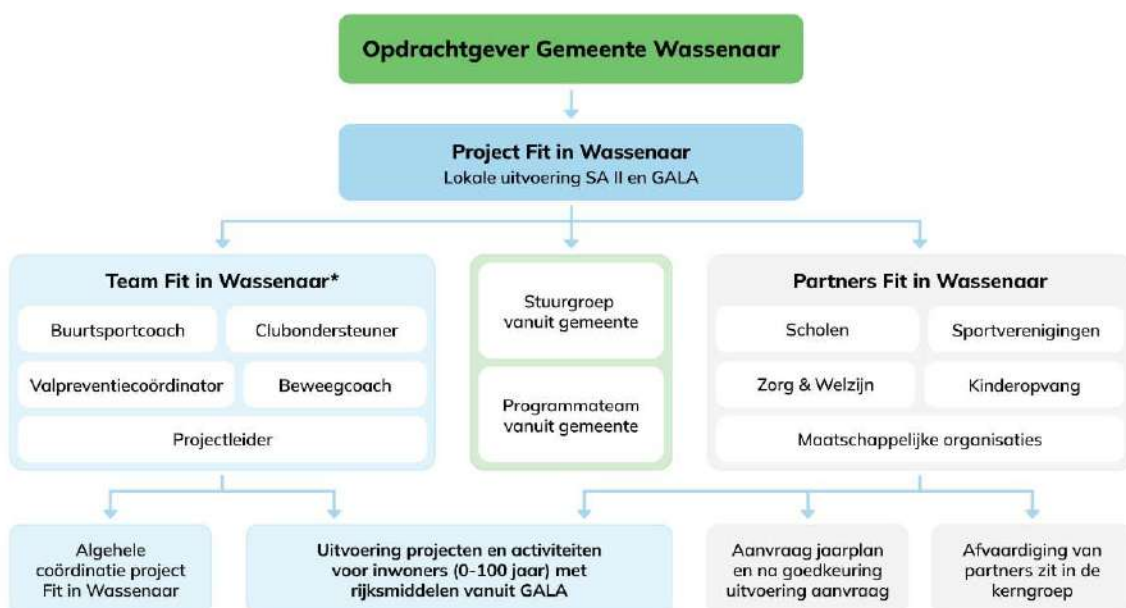 Opdrachtgever Gemeente Wassenaar
Project Fit in Wassenaar
Lokale uitvoering SA II en GALA
Team Fit in Wassenaar*
Buurtsportcoach
Clubondersteuner
Valpreventiecoördinator
Beweegcoach
Projectleider
Stuurgroep
vanuit gemeente
Programmateam
vanuit gemeente
Partners Fit in Wassenaar
Scholen
Sportverenigingen
Zorg & Welzijn
Kinderopvang
Maatschappelijke organisaties
Algehele
coördinatie project
Fit in Wassenaar
Uitvoering projecten en activiteiten
voor inwoners (0-100 jaar) met
rijksmiddelen vanuit GALA
Aanvraag jaarplan
en na goedkeuring
uitvoering aanvraag
Afvaardiging van
partners zit in de
kerngroep